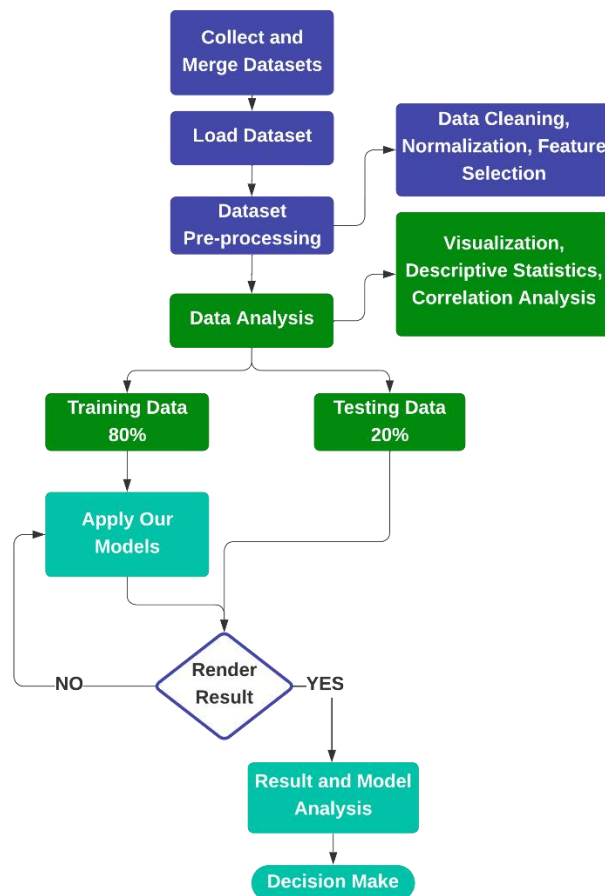 Collect and
Merge Datasets
Load Dataset
Data Cleaning,
Normalization, Feature
Selection
Dataset
Pre-processing
Visualization,
Descriptive Statistics,
Correlation Analysis
Data Analysis
Training Data
80%
Testing Data
20%
Apply Our
Models
Render
Result
NO
YES
Result and Model
Analysis
Decision Make